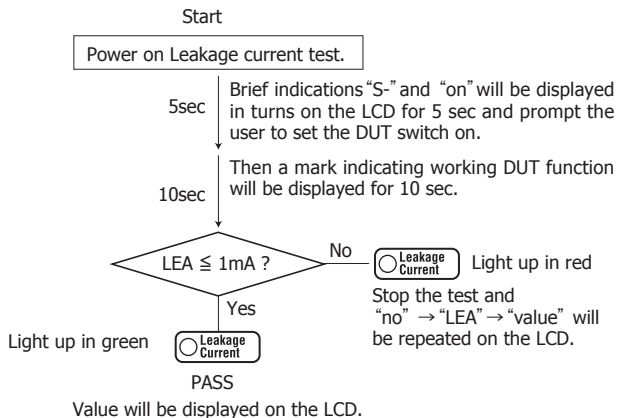 Start
Power on Leakage current test.
5sec
Brief indications “S-” and “on” will be displayed
in turns on the LCD for 5 sec and prompt the
user to set the DUT switch on.
10sec
Then a mark indicating working DUT function
will be displayed for 10 sec.
LEA ≦ 1mA ?
No
Leakage
Current
Light up in red
Stop the test and
“no” →“LEA”→“value” will
be repeated on the LCD.
Yes
Light up in green
Leakage
Current
PASS
Value will be displayed on the LCD.